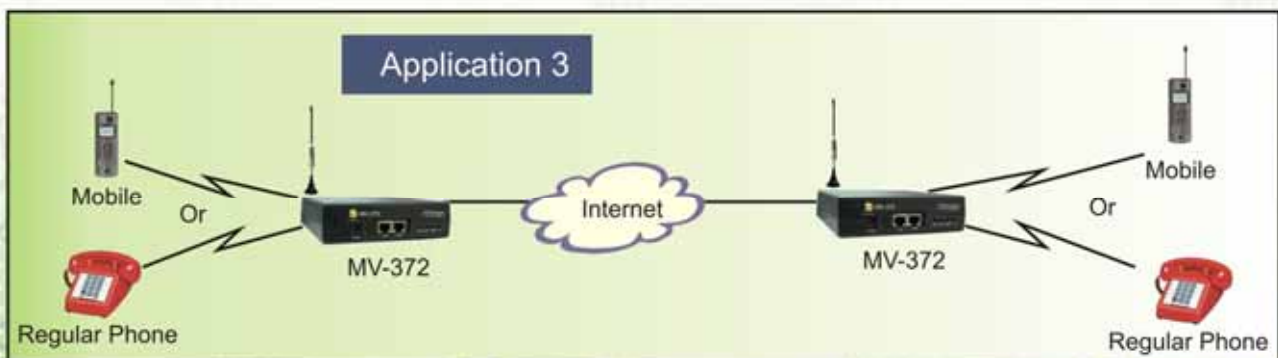 Application 3
Mobile
Or
Regular Phone
MV-372
Internet
MV-372
Mobile
Or
Regular Phone